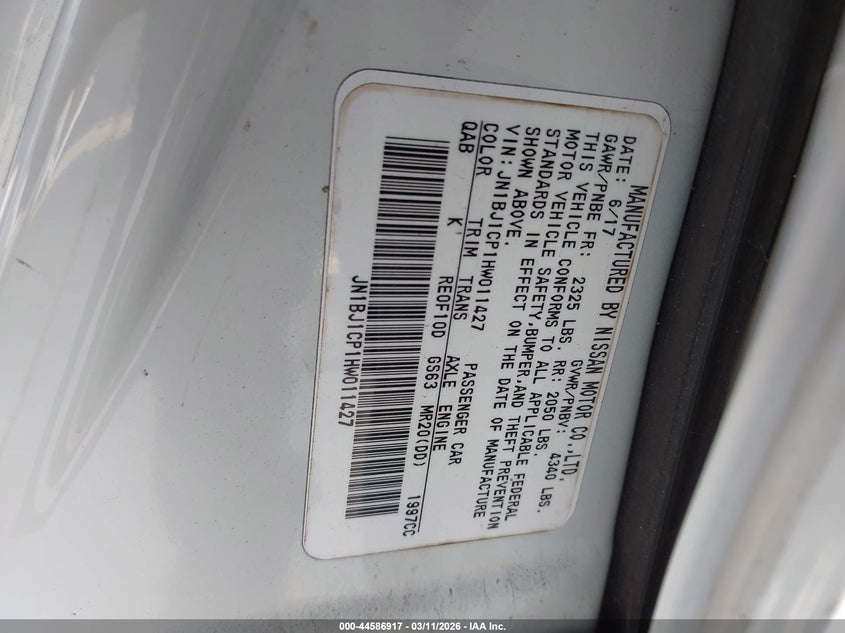 MANUFACTURED BY NISSAN MOTOR CO.,LTD.
DATE: 6/17 GVWR/PNBV: 4340 LBS.
GAWR/PNBE FR: 2325 LBS. RR: 2050 LBS.
THIS VEHICLE CONFORMS TO ALL APPLICABLE FEDERAL
MOTOR VEHICLE SAFETY,BUMPER,AND THEFT PREVENTION
STANDARDS IN EFFECT ON THE DATE OF MANUFACTURE
SHOWN ABOVE.
VIN:JN1BJ1CP1HW011427 PASSENGER CAR
COLOR TRIM TRANS AXLE ENGINE
QAB K REOF10D GS63 MR20(DD) 1997CC
JN1BJ1CP1HW011427
000-44586917 - 03/11/2026 - IAA Inc.